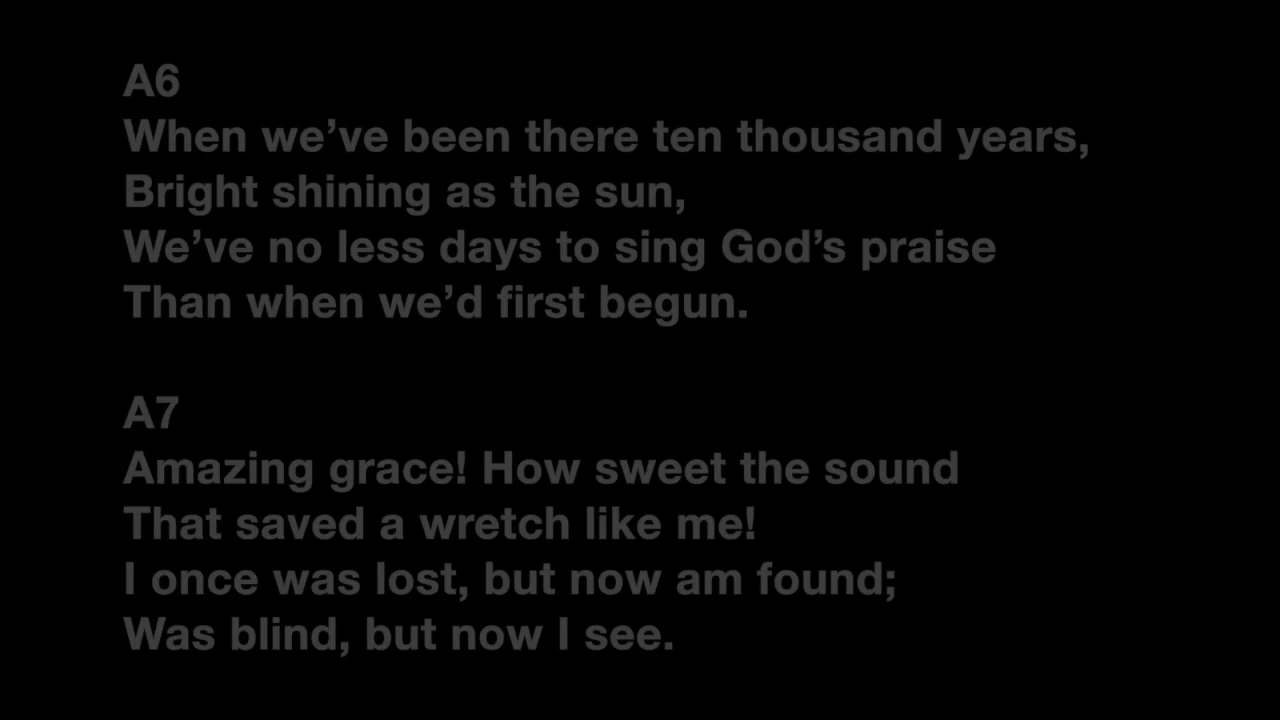 A6
When we’ve been there ten thousand years,
Bright shining as the sun,
We’ve no less days to sing God’s praise
Than when we’d first begun.
A7
Amazing grace! How sweet the sound
That saved a wretch like me!
I once was lost, but now am found;
Was blind, but now I see.